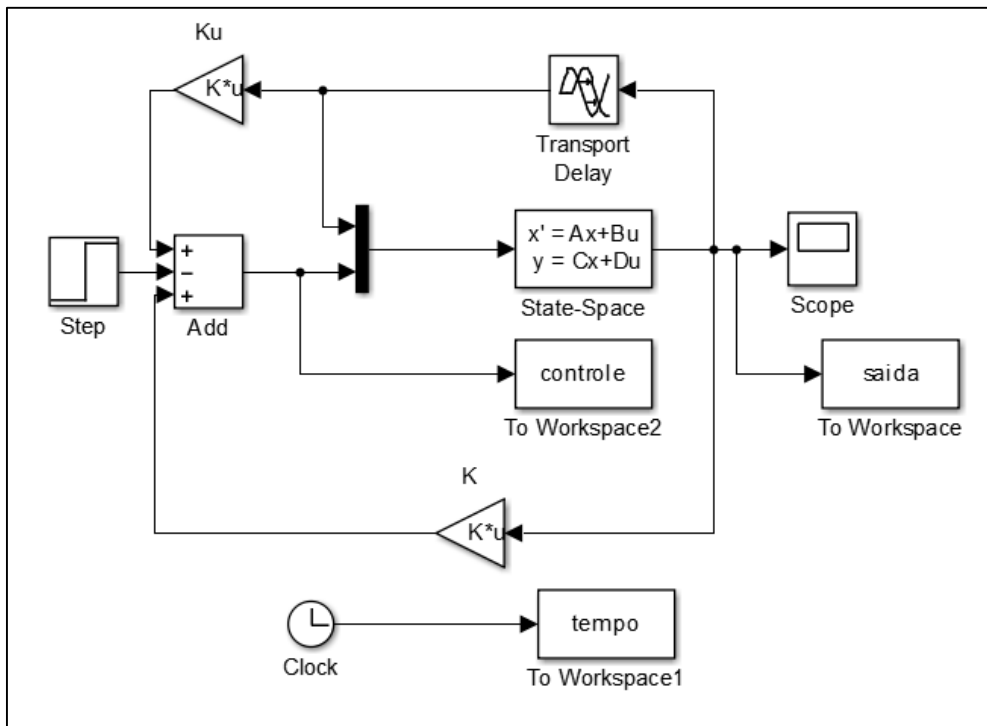 Ku
K*u
Transport
Delay
+
−
+
Step
Add
x' = Ax+Bu
y = Cx+Du
State-Space
Scope
controle
To Workspace2
saida
To Workspace
K
K*u
Clock
tempo
To Workspace1